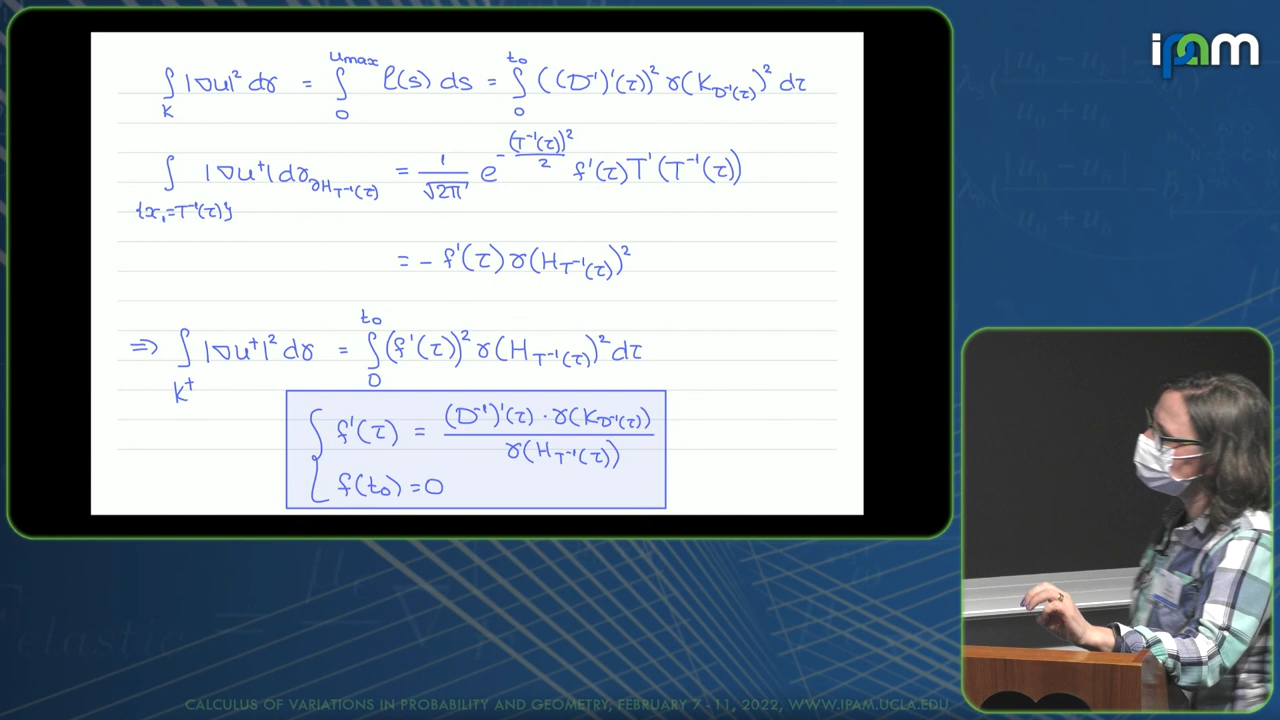 ipam
∫_K |∇u|² dγ = ∫_0^{u_max} l(s) ds = ∫_0^{t_0} ((D⁻¹)'(τ))² γ(K_{D⁻¹(τ)})² dτ
∫_{{x_1=T⁻¹(τ)}} |∇u⁺| dγ_{∂H_{T⁻¹(τ)}} = 1/√2π e^{-(T⁻¹(τ))²/2} f'(τ) T'(T⁻¹(τ))
= - f'(τ) γ(H_{T⁻¹(τ)})²
⇒ ∫_{K⁺} |∇u⁺|² dγ = ∫_0^{t_0} (f'(τ))² γ(H_{T⁻¹(τ)})² dτ
{ f'(τ) = (D⁻¹)'(τ) · γ(K_{D⁻¹(τ)}) / γ(H_{T⁻¹(τ)})
f(t_0) = 0
elastic
CALCULUS OF VARIATIONS IN PROBABILITY AND GEOMETRY, FEBRUARY 7 - 11, 2022, WWW.IPAM.UCLA.EDU